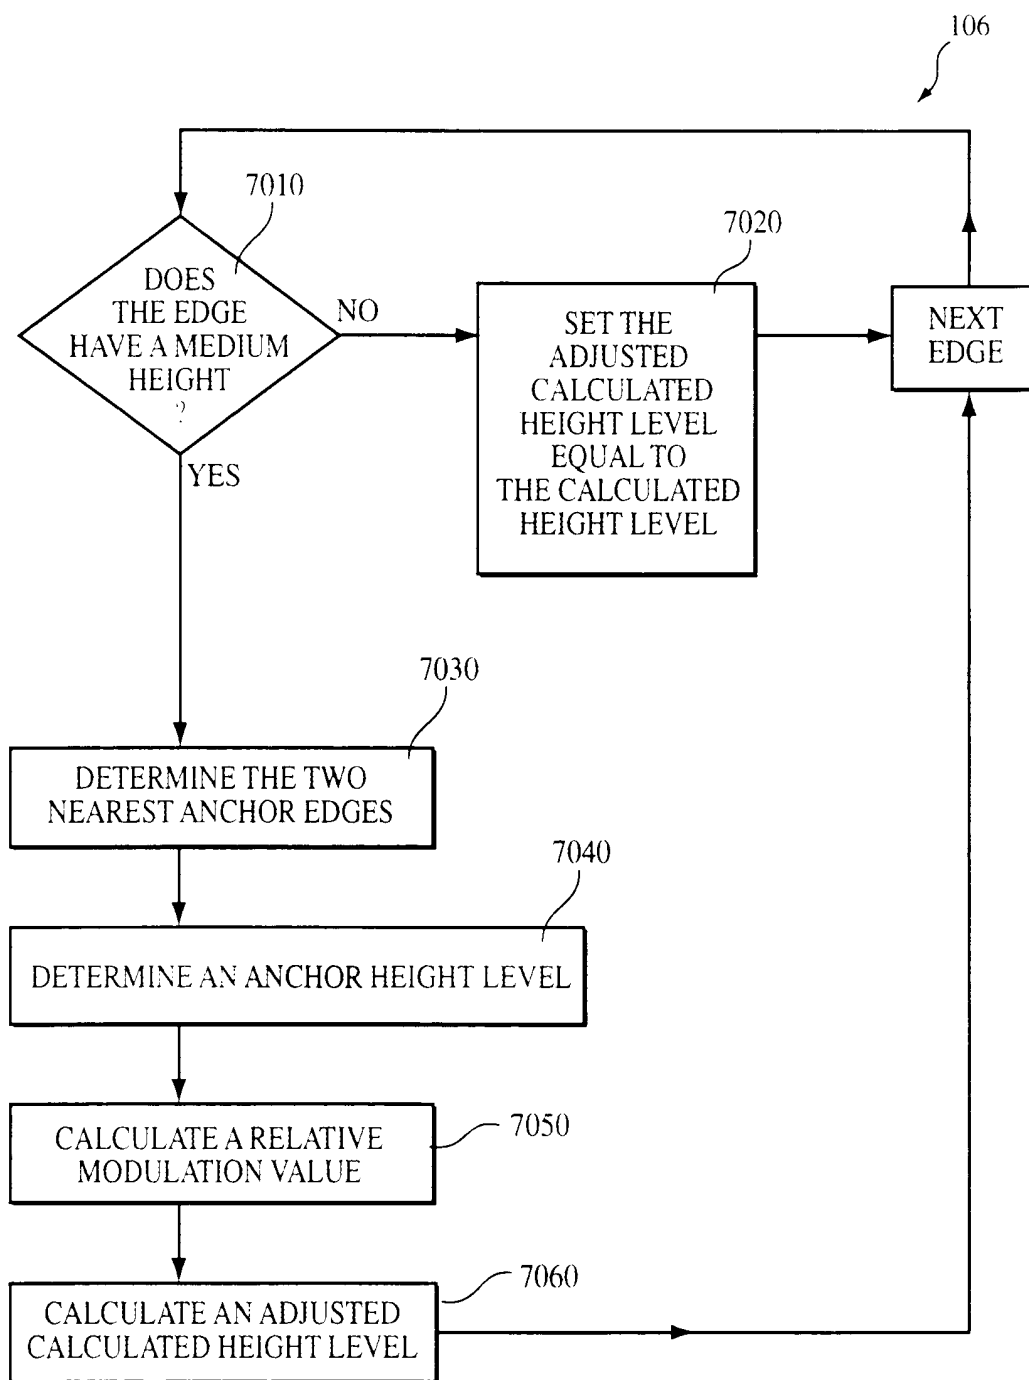 106
7010
DOES
THE EDGE
HAVE A MEDIUM
HEIGHT
?
NO
YES
7020
SET THE
ADJUSTED
CALCULATED
HEIGHT LEVEL
EQUAL TO
THE CALCULATED
HEIGHT LEVEL
NEXT
EDGE
7030
DETERMINE THE TWO
NEAREST ANCHOR EDGES
7040
DETERMINE AN ANCHOR HEIGHT LEVEL
7050
CALCULATE A RELATIVE
MODULATION VALUE
7060
CALCULATE AN ADJUSTED
CALCULATED HEIGHT LEVEL